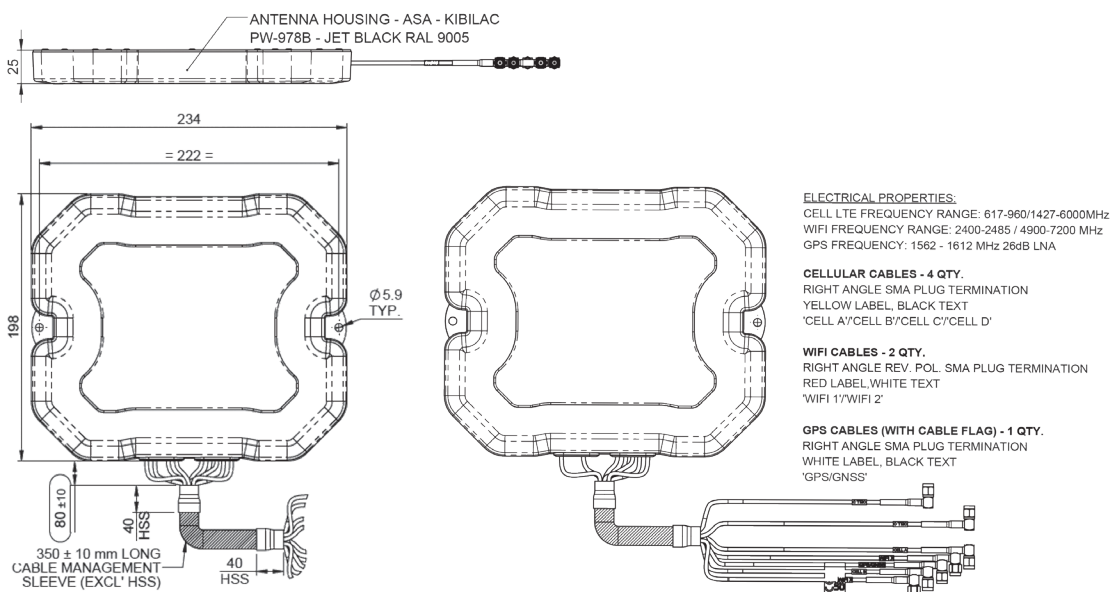 ANTENNA HOUSING - ASA - KIBILAC
PW-978B - JET BLACK RAL 9005
25
234
= 222 =
198
Ø5.9
TYP.
80 ±10
40
HSS
350 ± 10 mm LONG
CABLE MANAGEMENT
SLEEVE (EXCL' HSS)
40
HSS
ELECTRICAL PROPERTIES:
CELL LTE FREQUENCY RANGE: 617-960/1427-6000MHz
WIFI FREQUENCY RANGE: 2400-2485 / 4900-7200 MHz
GPS FREQUENCY: 1562 - 1612 MHz 26dB LNA
CELLULAR CABLES - 4 QTY.
RIGHT ANGLE SMA PLUG TERMINATION
YELLOW LABEL, BLACK TEXT
'CELL A'/'CELL B'/'CELL C'/'CELL D'
WIFI CABLES - 2 QTY.
RIGHT ANGLE REV. POL. SMA PLUG TERMINATION
RED LABEL,WHITE TEXT
'WIFI 1'/'WIFI 2'
GPS CABLES (WITH CABLE FLAG) - 1 QTY.
RIGHT ANGLE SMA PLUG TERMINATION
WHITE LABEL, BLACK TEXT
'GPS/GNSS'